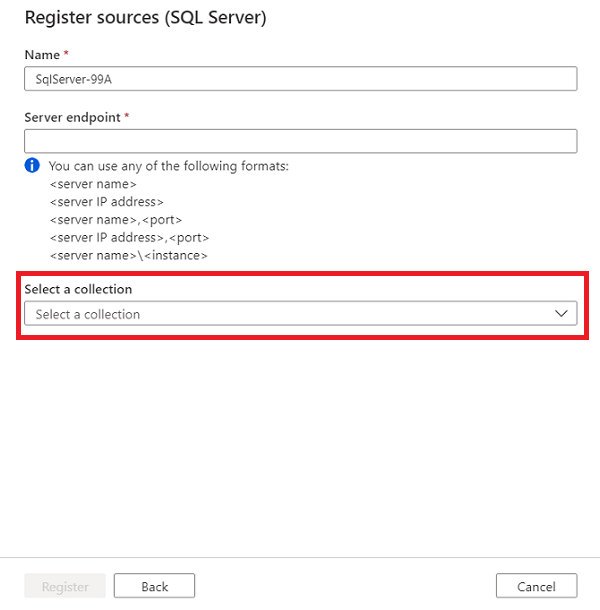 Register sources (SQL Server)
Name *
SqlServer-99A
Server endpoint *
You can use any of the following formats:
<server name>
<server IP address>
<server name>,<port>
<server IP address>,<port>
<server name>\<instance>
Select a collection
Select a collection
Register Back Cancel